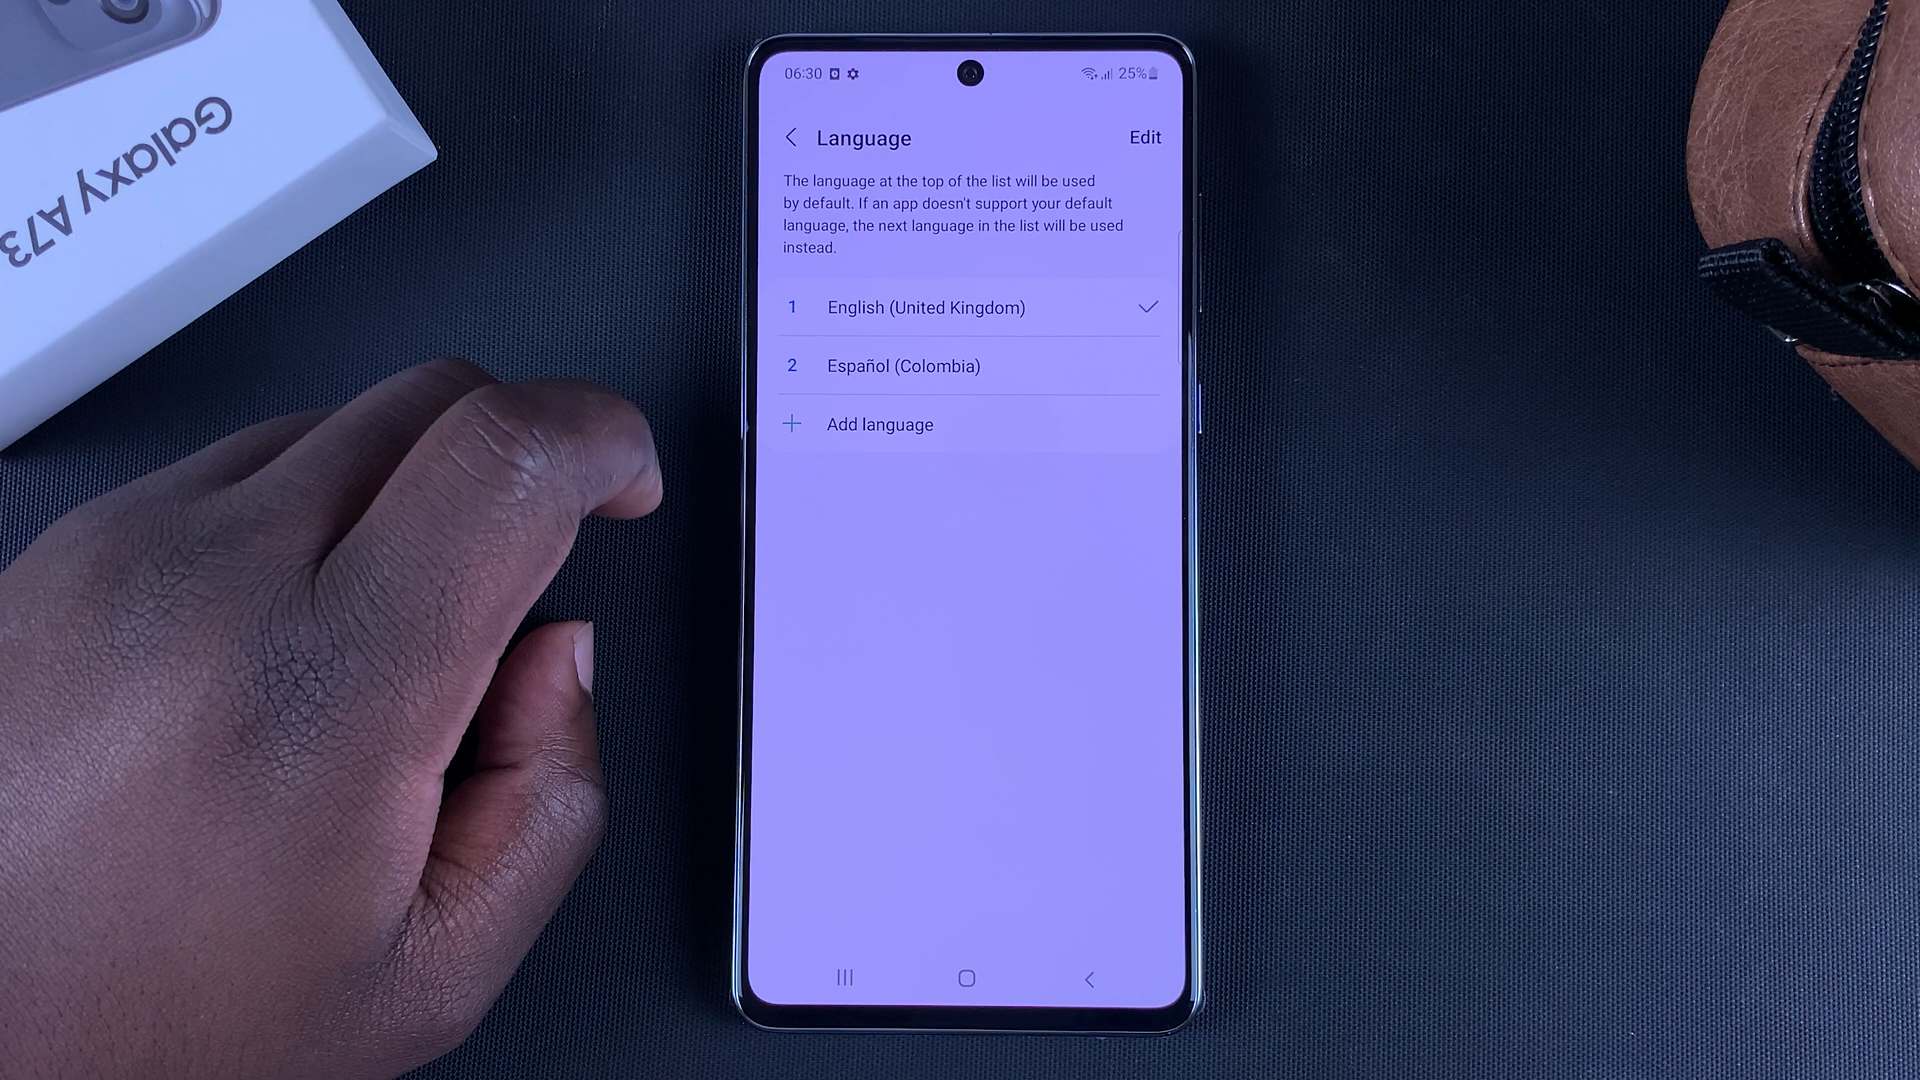 Galaxy A73
06:30
25%
Language
Edit
The language at the top of the list will be used
by default. If an app doesn't support your default
language, the next language in the list will be used
instead.
1 English (United Kingdom)
2 Español (Colombia)
Add language